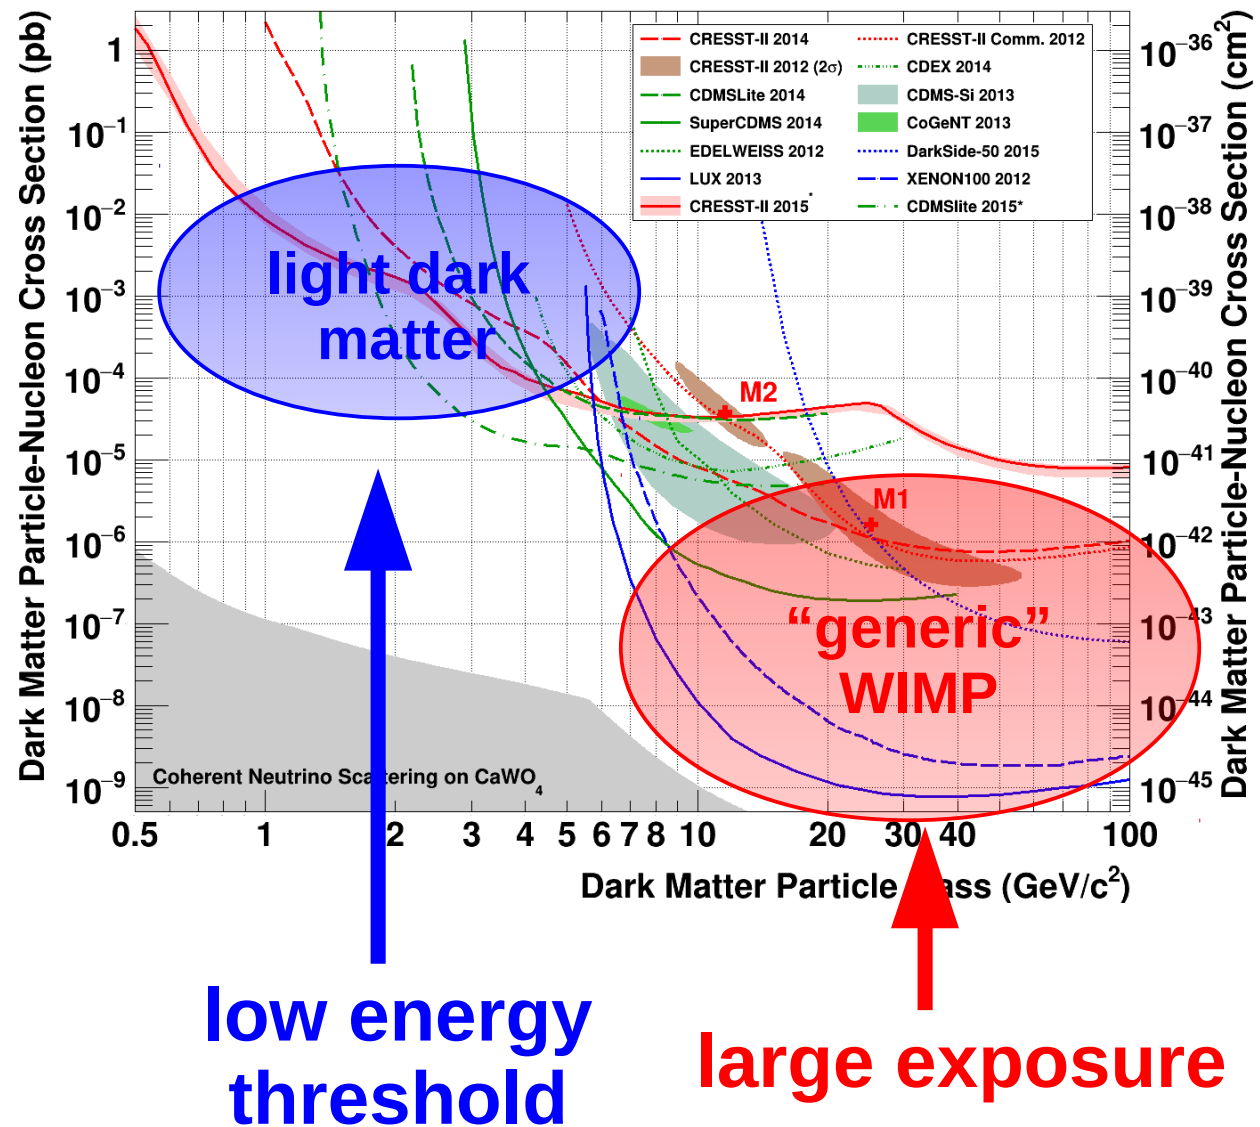 Dark Matter Particle-Nucleon Cross Section (pb)
1
10⁻¹
10⁻²
10⁻³
10⁻⁴
10⁻⁵
10⁻⁶
10⁻⁷
10⁻⁸
10⁻⁹
CRESST-II 2014
CRESST-II 2012 (2σ)
CDMSLite 2014
SuperCDMS 2014
EDELWEISS 2012
LUX 2013
CRESST-II 2015*
CRESST-II Comm. 2012
CDEX 2014
CDMS-Si 2013
CoGeNT 2013
DarkSide-50 2015
XENON100 2012
CDMSlite 2015*
light dark
matter
M2
M1
“generic”
WIMP
Coherent Neutrino Scattering on CaWO₄
10⁻³⁶
10⁻³⁷
10⁻³⁸
10⁻³⁹
10⁻⁴⁰
10⁻⁴¹
10⁻⁴²
10⁻⁴³
10⁻⁴⁴
10⁻⁴⁵
Dark Matter Particle-Nucleon Cross Section (cm²)
0.5 1 2 3 4 5 6 7 8 10 20 30 40 100
Dark Matter Particle Mass (GeV/c²)
low energy
threshold
large exposure